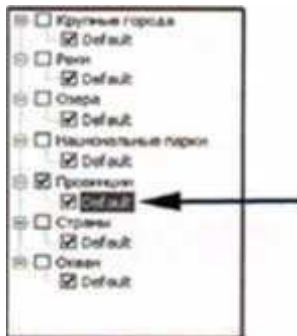 Крупные города
Default
Реки
Default
Озера
Default
Национальные парки
Default
Провинции
Default
Страны
Default
Океан
Default